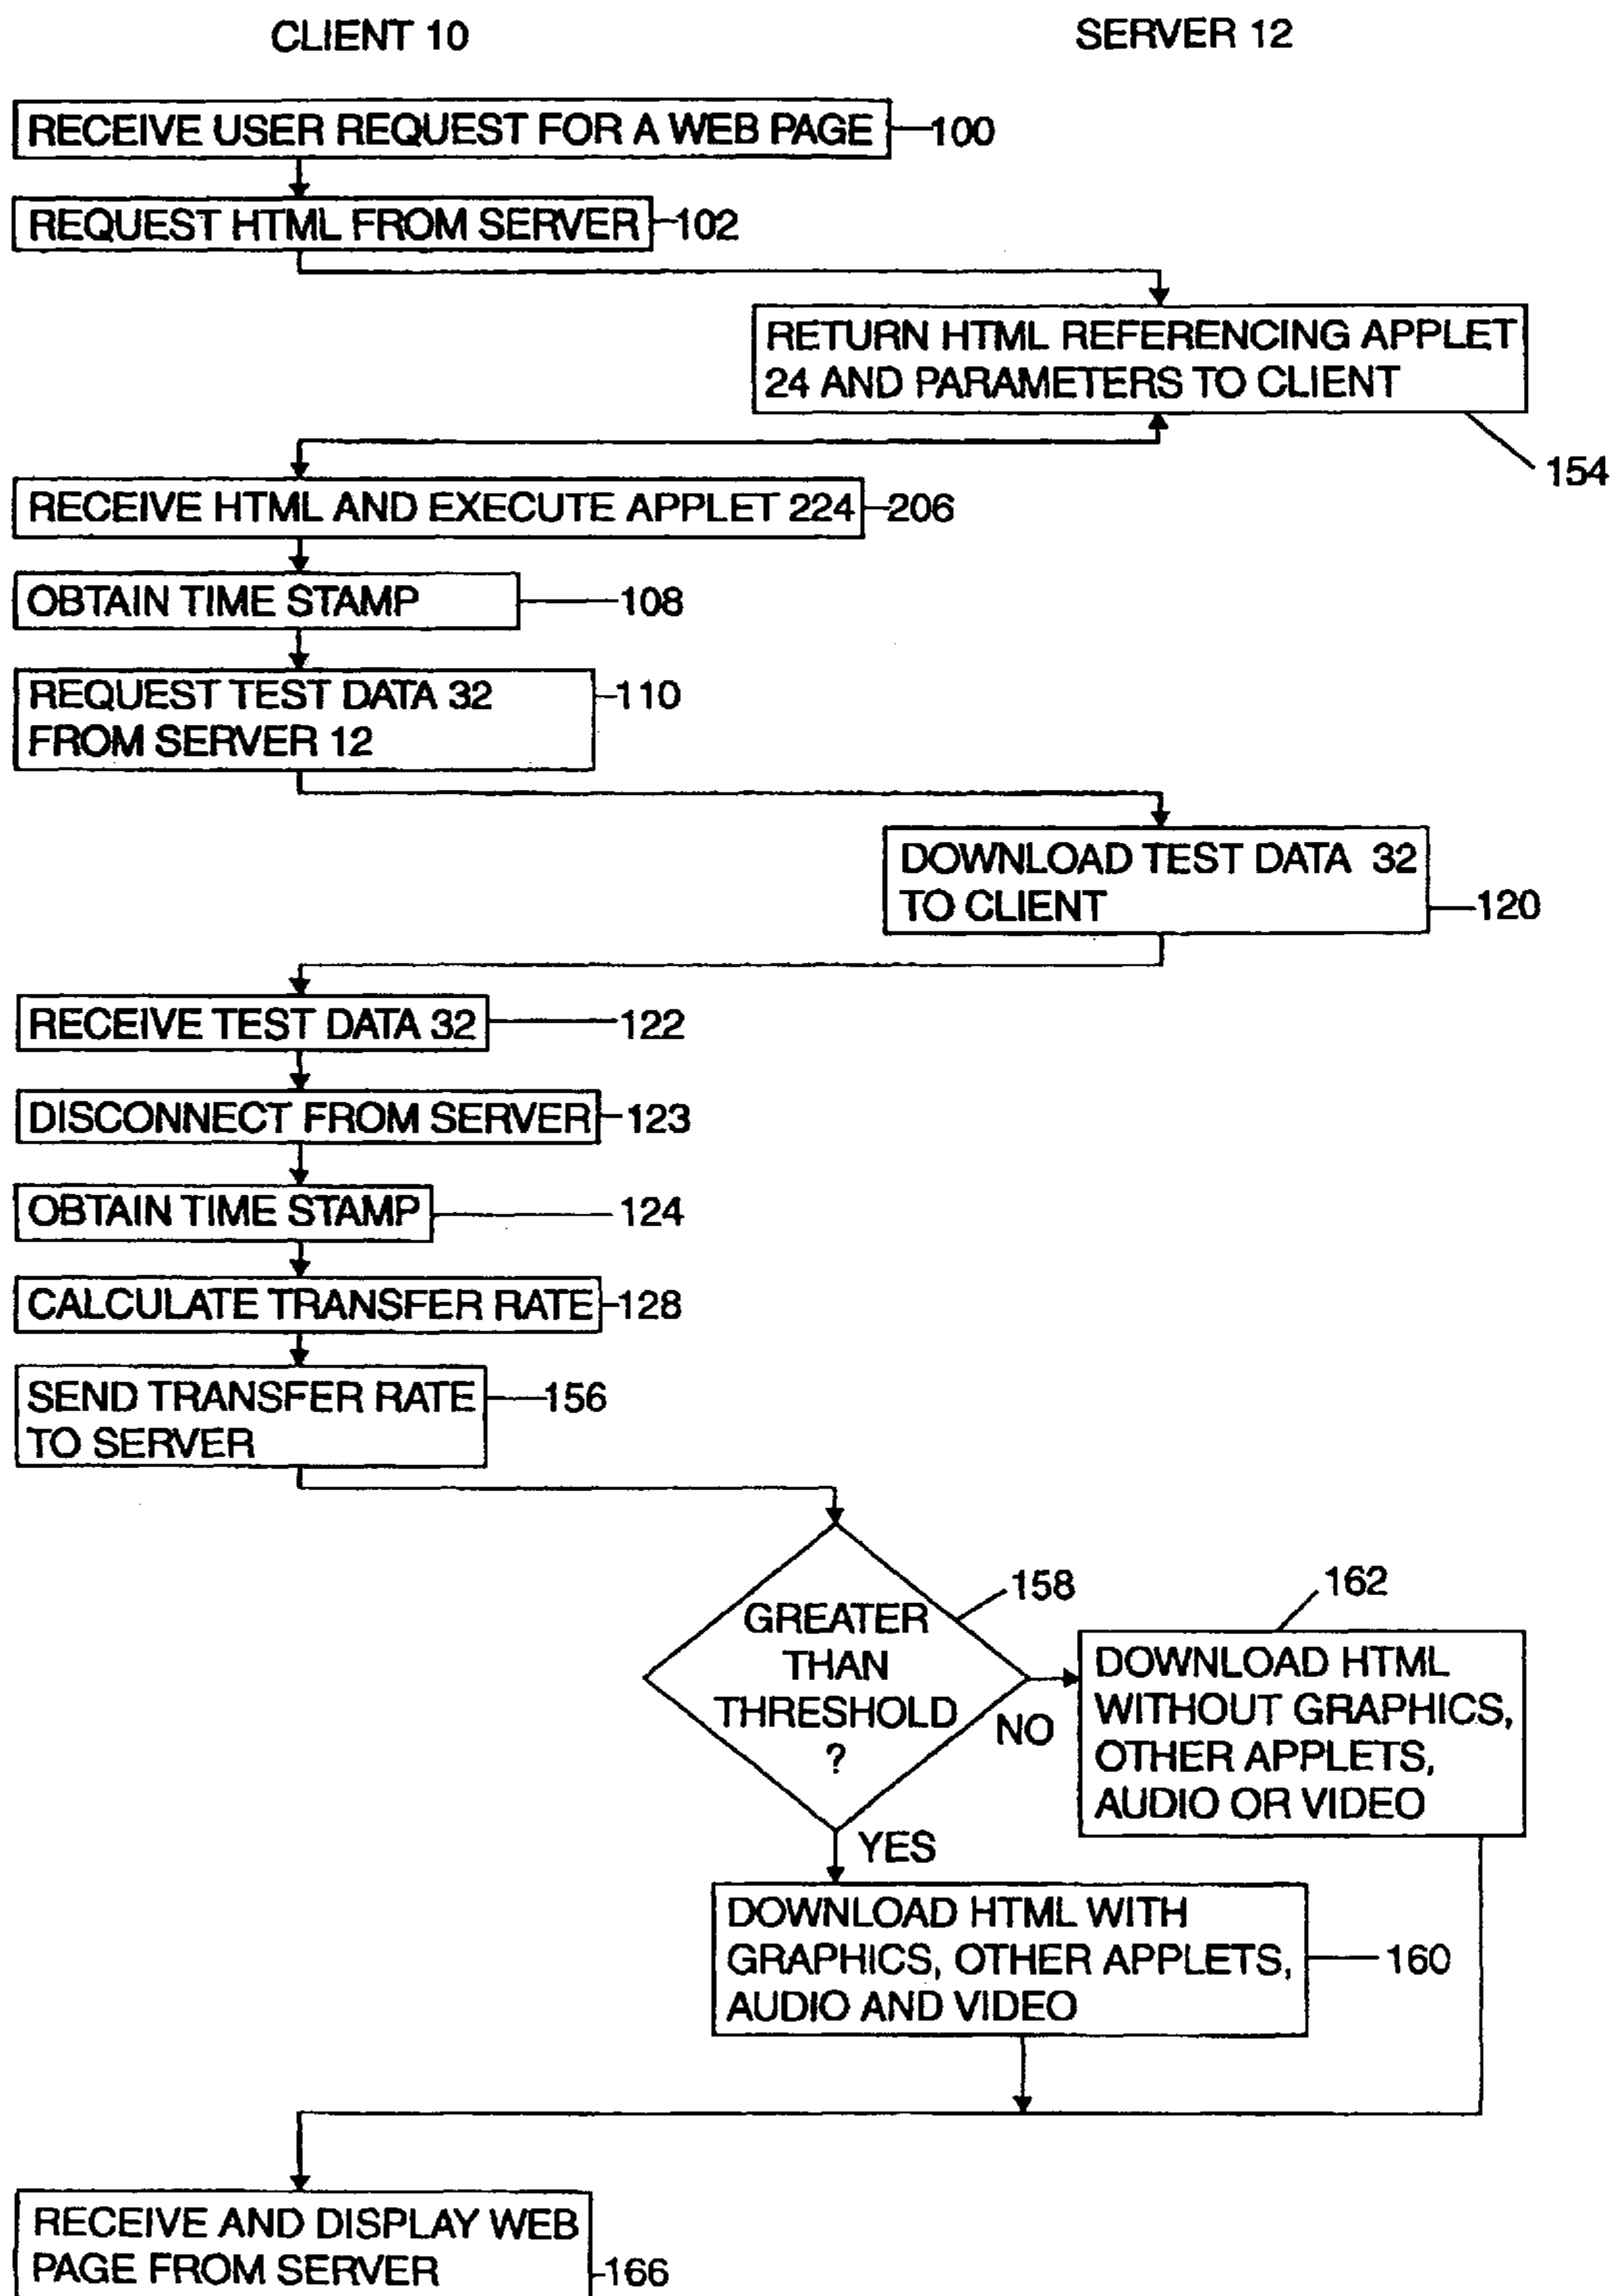 CLIENT 10
SERVER 12
RECEIVE USER REQUEST FOR A WEB PAGE
100
REQUEST HTML FROM SERVER
102
RETURN HTML REFERENCING APPLET
24 AND PARAMETERS TO CLIENT
154
RECEIVE HTML AND EXECUTE APPLET 224
206
OBTAIN TIME STAMP
108
REQUEST TEST DATA 32
FROM SERVER 12
110
DOWNLOAD TEST DATA 32
TO CLIENT
120
RECEIVE TEST DATA 32
122
DISCONNECT FROM SERVER
123
OBTAIN TIME STAMP
124
CALCULATE TRANSFER RATE
128
SEND TRANSFER RATE
TO SERVER
156
GREATER
THAN
THRESHOLD
?
158
NO
YES
162
DOWNLOAD HTML
WITHOUT GRAPHICS,
OTHER APPLETS,
AUDIO OR VIDEO
DOWNLOAD HTML WITH
GRAPHICS, OTHER APPLETS,
AUDIO AND VIDEO
160
RECEIVE AND DISPLAY WEB
PAGE FROM SERVER
166